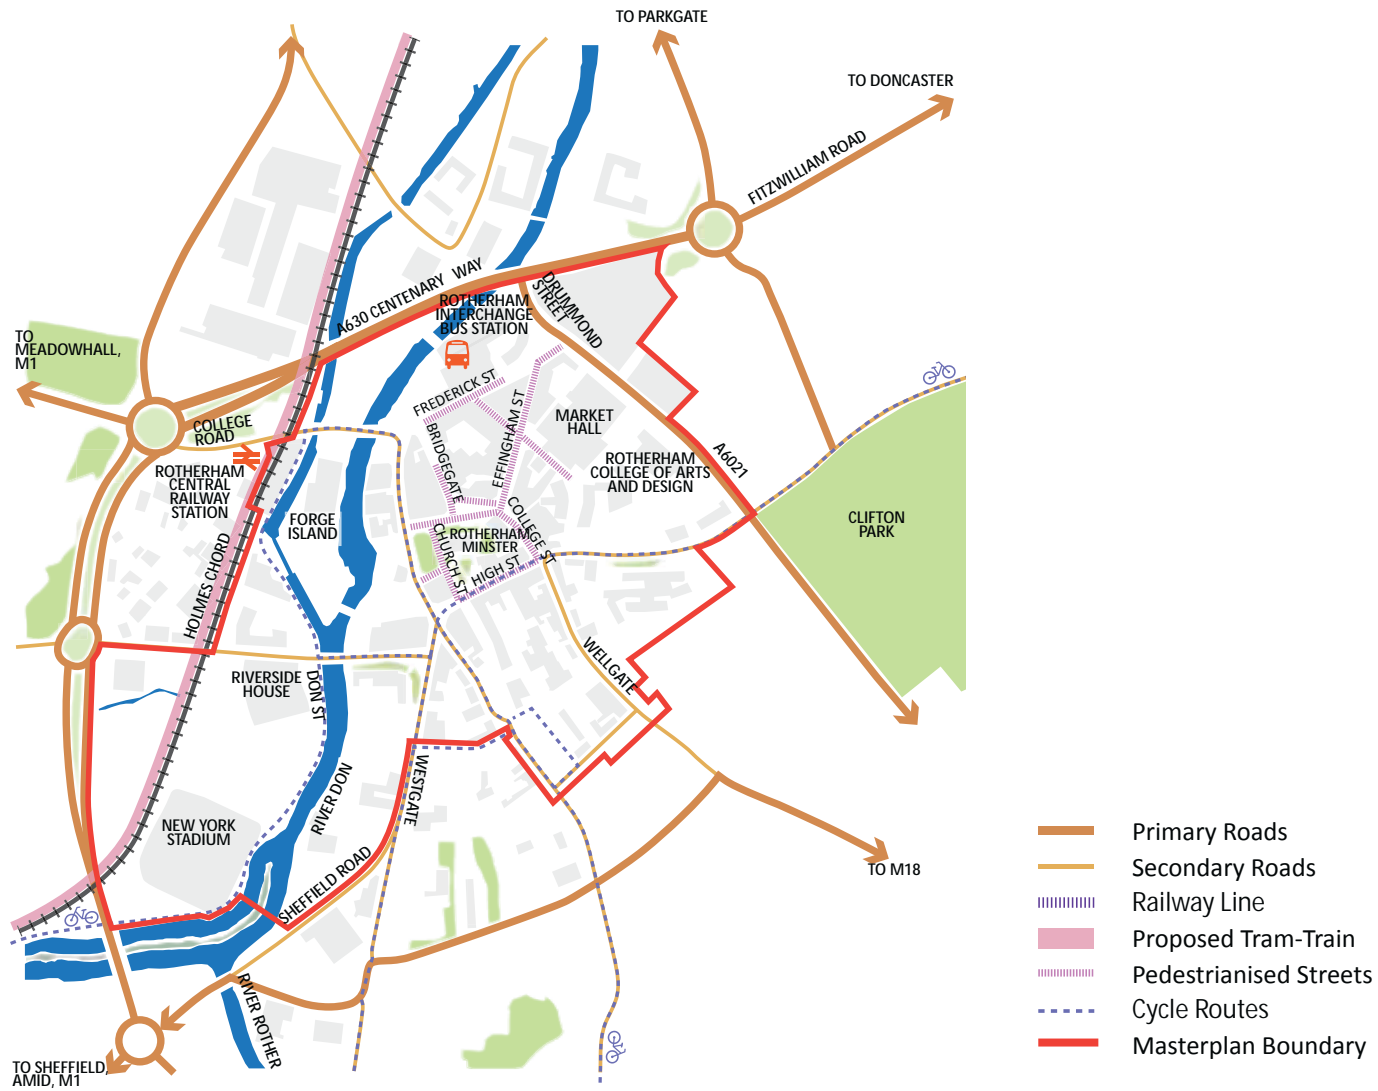 TO PARKGATE
TO DONCASTER
FITZWILLIAM ROAD
A630 CENTENARY WAY
DRUMMOND
STREET
ROTHERHAM
INTERCHANGE
BUS STATION
TO
MEADOWHALL,
M1
FREDERICK ST
EFFINGHAM ST
MARKET
HALL
COLLEGE
ROAD
BRIDGEGATE
A6021
ROTHERHAM
COLLEGE OF ARTS
AND DESIGN
ROTHERHAM
CENTRAL
RAILWAY
STATION
FORGE
ISLAND
COLLEGE ST
CLIFTON
PARK
ROTHERHAM
MINSTER
CHURCH ST
HIGH ST
HOLMES CHORD
WELLGATE
RIVERSIDE
HOUSE
DON ST
WESTGATE
RIVER DON
NEW YORK
STADIUM
SHEFFIELD ROAD
TO M18
RIVER ROTHER
TO SHEFFIELD,
AMID, M1
Primary Roads
Secondary Roads
Railway Line
Proposed Tram-Train
Pedestrianised Streets
Cycle Routes
Masterplan Boundary